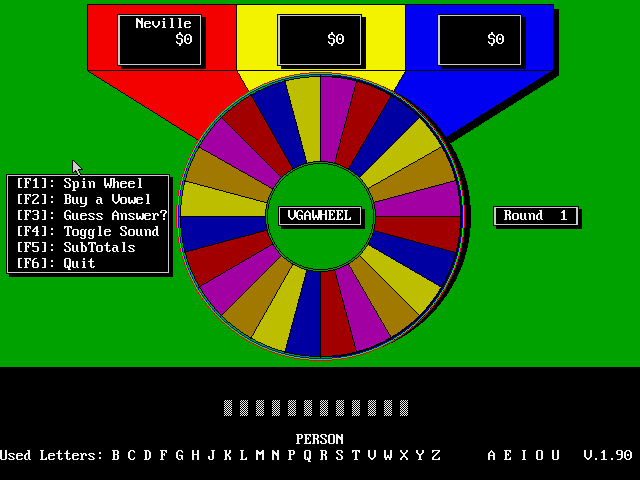 Neville
$0
$0
$0
[F1]: Spin Wheel
[F2]: Buy a Vowel
[F3]: Guess Answer?
[F4]: Toggle Sound
[F5]: SubTotals
[F6]: Quit
VGAWHEEL
Round 1
PERSON
Used Letters: B C D F G H J K L M N P Q R S T V W X Y Z A E I O U V.1.90